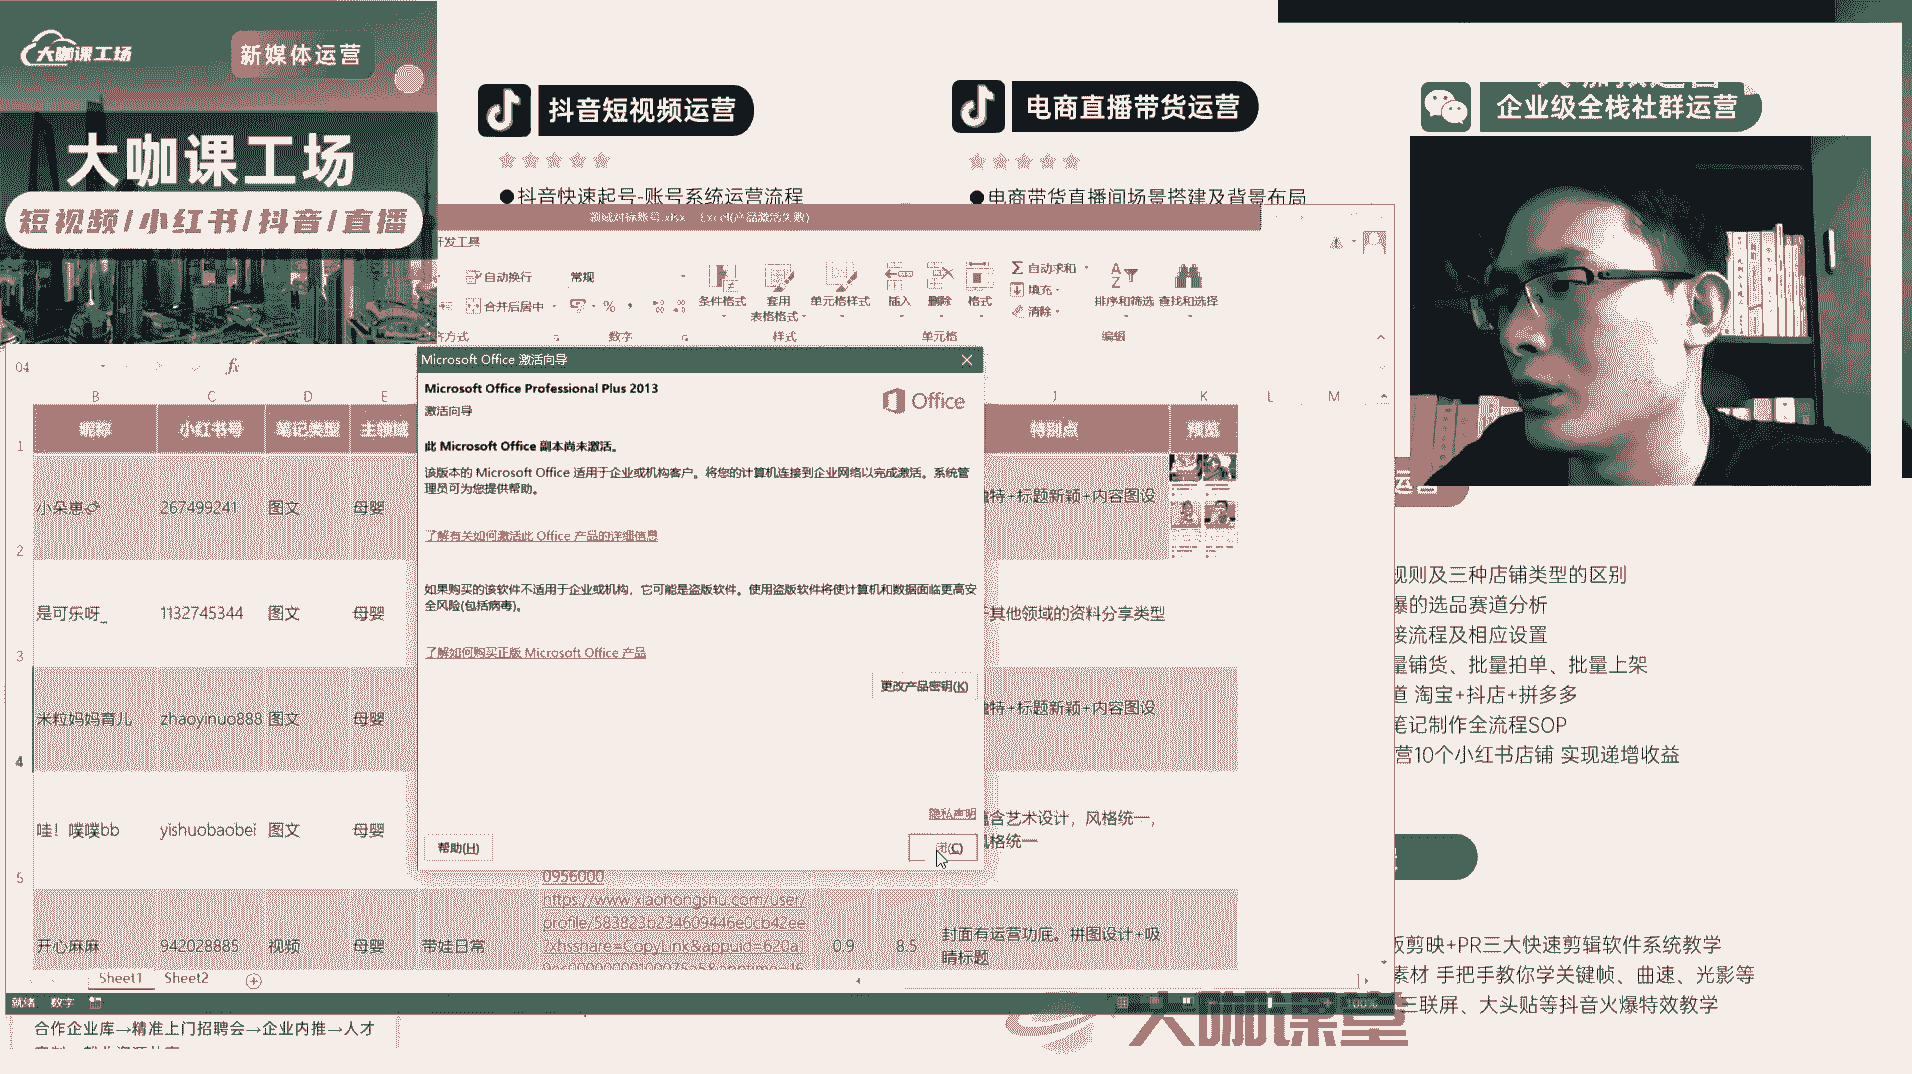 大咖课工场
新媒体运营
大咖课工场
短视频/小红书/抖音/直播
抖音短视频运营
●抖音快速起号-账号系统运营流程
电商直播带货运营
●电商带货直播间场景搭建及背景布局
企业级全栈社群运营
领域对标账号.xlsx - Excel(产品激活失败)
开发工具
自动换行
常规
合并后居中
条件格式
套用
表格格式
单元格样式
插入
删除
格式
自动求和
填充
清除
排序和筛选
查找和选择
数字
样式
单元格
编辑
O4
fx
B C D E J K L M
昵称 小红书号 笔记类型 主领域 特别点 预览
1
小朵崽 267499241 图文 母婴
特+标题新颖+内容图设
2
是可乐呀_ 1132745344 图文 母婴
其他领域的资料分享类型
3
米粒妈妈育儿 zhaoyinuo888 图文 母婴
特+标题新颖+内容图设
4
哇！噗噗bb yishuobaobei 图文 母婴
含艺术设计，风格统一，
格统一
5
0956000
开心麻麻 942028885 视频 母婴 带娃日常
https://www.xiaohongshu.com/user/
profile/583823b234609446e0cb42ee
?xhsshare=CopyLink&appuid=620a1
0.9 8.5
封面有运营功底。拼图设计+吸
睛标题
Microsoft Office 激活向导
Microsoft Office Professional Plus 2013
激活向导
Office
此 Microsoft Office 副本尚未激活。
该版本的 Microsoft Office 适用于企业或机构客户。将您的计算机连接到企业网络以完成激活。系统管
理员可为您提供帮助。
了解有关如何激活此 Office 产品的详细信息
如果购买的该软件不适用于企业或机构，它可能是盗版软件。使用盗版软件将使计算机和数据面临更高安
全风险(包括病毒)。
了解如何购买正版 Microsoft Office 产品
更改产品密钥(K)
隐私声明
帮助(H)
闭(C)
Sheet1 Sheet2
就绪 数字
100%
合作企业库→精准上门招聘会→企业内推→人才
大咖课堂
运营
规则及三种店铺类型的区别
爆的选品赛道分析
接流程及相应设置
量铺货、批量拍单、批量上架
道 淘宝+抖店+拼多多
笔记制作全流程SOP
营10个小红书店铺 实现递增收益
版剪映+PR三大快速剪辑软件系统教学
素材 手把手教你学关键帧、曲速、光影等
三联屏、大头贴等抖音火爆特效教学